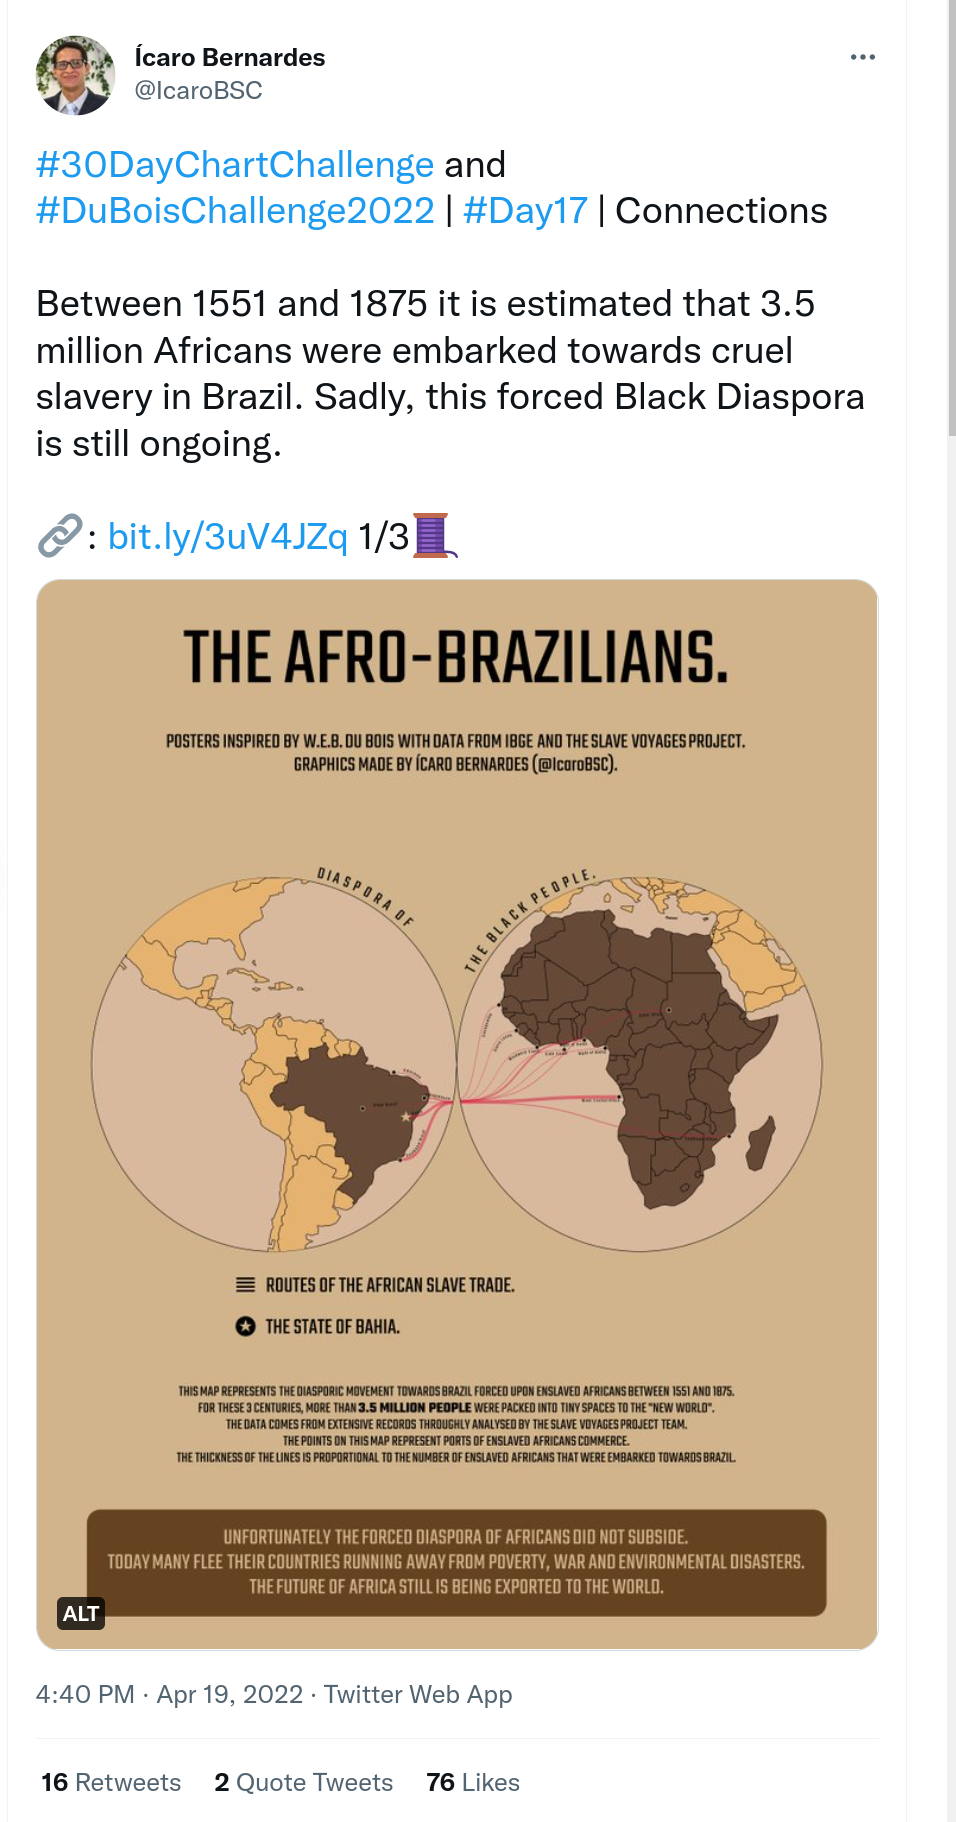 Ícaro Bernardes
@IcaroBSC
#30DayChartChallenge and
#DuBoisChallenge2022 | #Day17 | Connections
Between 1551 and 1875 it is estimated that 3.5
million Africans were embarked towards cruel
slavery in Brazil. Sadly, this forced Black Diaspora
is still ongoing.
: bit.ly/3uV4JZq 1/3
THE AFRO-BRAZILIANS.
POSTERS INSPIRED BY W.E.B. DU BOIS WITH DATA FROM IBGE AND THE SLAVE VOYAGES PROJECT.
GRAPHICS MADE BY ÍCARO BERNARDES (@IcaroBSC).
DIASPORA OF
THE BLACK PEOPLE.
ROUTES OF THE AFRICAN SLAVE TRADE.
THE STATE OF BAHIA.
THIS MAP REPRESENTS THE DIASPORIC MOVEMENT TOWARDS BRAZIL FORCED UPON ENSLAVED AFRICANS BETWEEN 1551 AND 1875.
FOR THESE 3 CENTURIES, MORE THAN 3.5 MILLION PEOPLE WERE PACKED INTO TINY SPACES TO THE "NEW WORLD".
THE DATA COMES FROM EXTENSIVE RECORDS THROUGHLY ANALYSED BY THE SLAVE VOYAGES PROJECT TEAM.
THE POINTS ON THIS MAP REPRESENT PORTS OF ENSLAVED AFRICANS COMMERCE.
THE THICKNESS OF THE LINES IS PROPORTIONAL TO THE NUMBER OF ENSLAVED AFRICANS THAT WERE EMBARKED TOWARDS BRAZIL.
UNFORTUNATELY THE FORCED DIASPORA OF AFRICANS DID NOT SUBSIDE.
TODAY MANY FLEE THEIR COUNTRIES RUNNING AWAY FROM POVERTY, WAR AND ENVIRONMENTAL DISASTERS.
THE FUTURE OF AFRICA STILL IS BEING EXPORTED TO THE WORLD.
ALT
4:40 PM · Apr 19, 2022 · Twitter Web App
16 Retweets 2 Quote Tweets 76 Likes